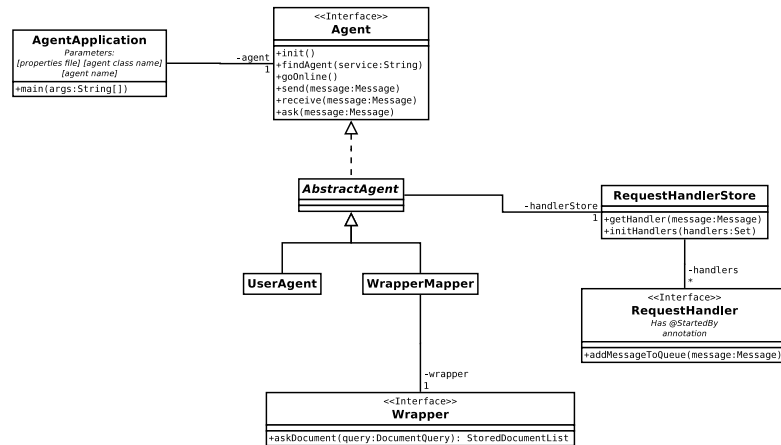 <<Interface>>
Agent
+init()
+findAgent(service:String)
+goOnline()
+send(message:Message)
+receive(message:Message)
+ask(message:Message)
AgentApplication
Parameters:
[properties file] [agent class name]
[agent name]
+main(args:String[])
-agent
1
AbstractAgent
-handlerStore
1
RequestHandlerStore
+getHandler(message:Message)
+initHandlers(handlers:Set)
-handlers
*
UserAgent
WrapperMapper
<<Interface>>
RequestHandler
Has @StartedBy
annotation
+addMessageToQueue(message:Message)
-wrapper
1
<<Interface>>
Wrapper
+askDocument(query:DocumentQuery): StoredDocumentList